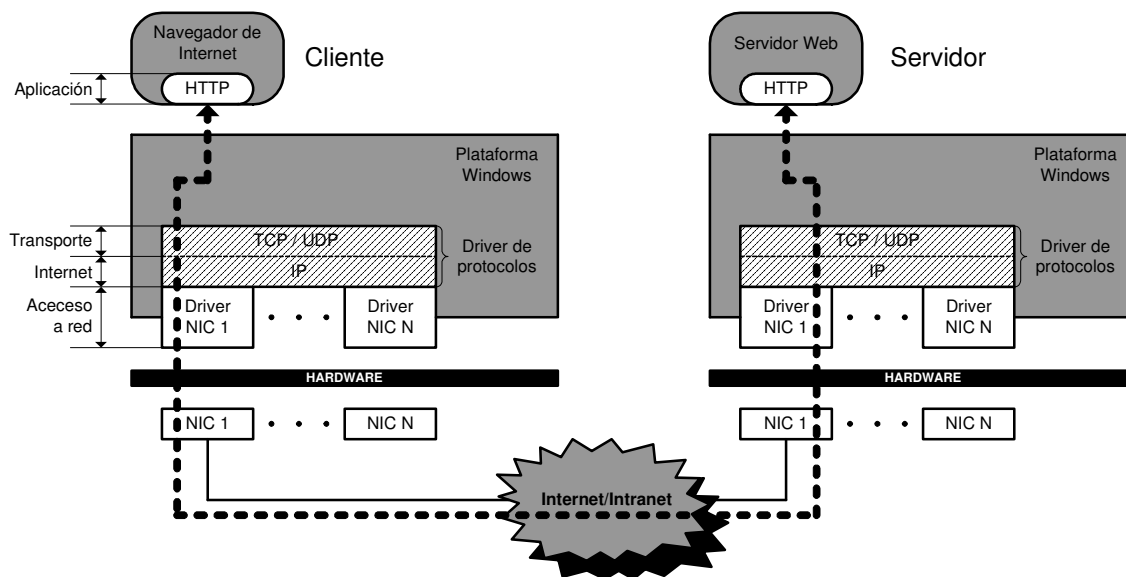 Navegador de
Internet
Cliente
Servidor Web
Servidor
Aplicación
HTTP
HTTP
Plataforma
Windows
Plataforma
Windows
Transporte
TCP / UDP
TCP / UDP
Internet
IP
IP
Driver de
protocolos
Driver de
protocolos
Aceceso
a red
Driver
NIC 1
Driver
NIC N
Driver
NIC 1
Driver
NIC N
HARDWARE
HARDWARE
NIC 1
NIC N
NIC 1
NIC N
Internet/Intranet